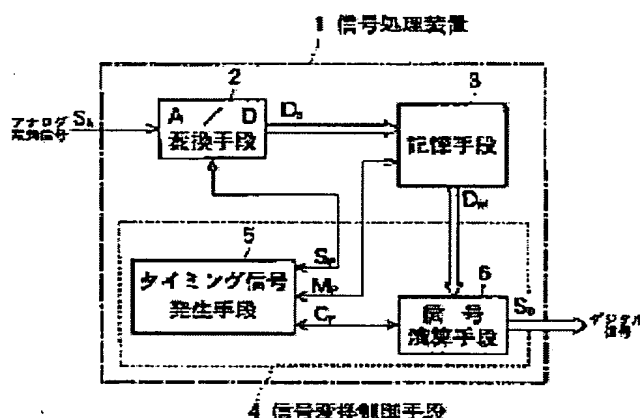 1 信号処理装置
2
3
アナログ
信号
S
A / D
変換手段
D
記憶手段
D
5
S
タイミング信号
発生手段
M
C
6
信号
演算手段
S
デジタル
信号
4 信号変換制御手段